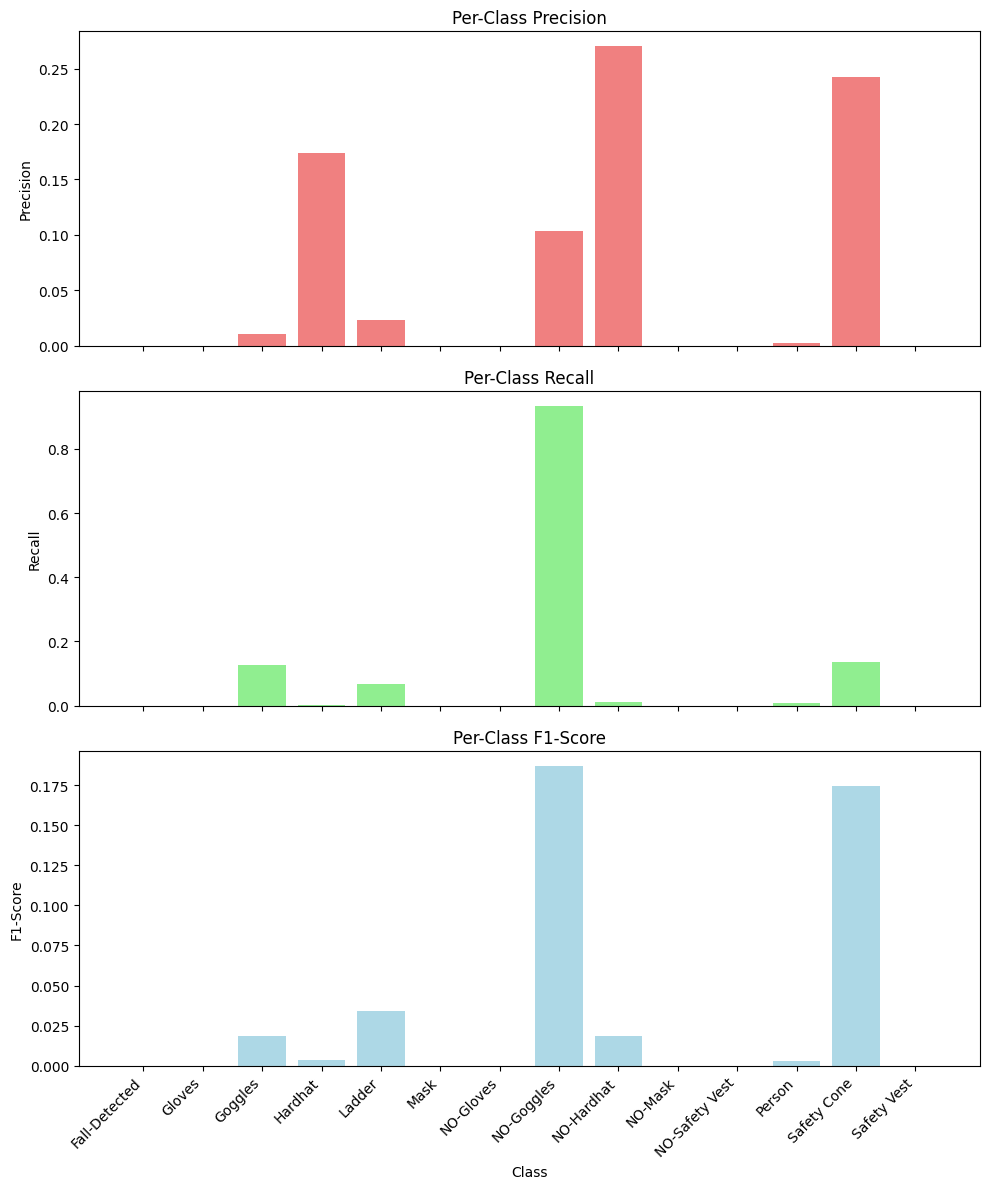 Per-Class Precision
Precision
0.25
0.20
0.15
0.10
0.05
0.00
Per-Class Recall
Recall
0.8
0.6
0.4
0.2
0.0
Per-Class F1-Score
F1-Score
0.175
0.150
0.125
0.100
0.075
0.050
0.025
0.000
Fall-Detected
Gloves
Goggles
Hardhat
Ladder
Mask
NO-Gloves
NO-Goggles
NO-Hardhat
NO-Mask
NO-Safety Vest
Person
Safety Cone
Safety Vest
Class